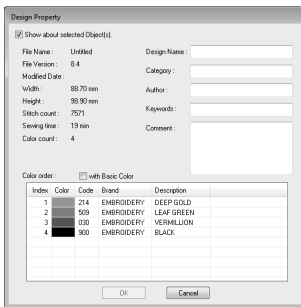 Design Property
Show about selected Object(s).
File Name : Untitled
File Version : 8.4
Modified Date :
Width : 88.70 mm
Height : 98.90 mm
Stitch count : 7571
Sewing time : 19 min
Color count : 4
Design Name :
Category :
Author :
Keywords :
Comment :
Color order : with Basic Color
Index Color Code Brand Description
1 214 EMBROIDERY DEEP GOLD
2 509 EMBROIDERY LEAF GREEN
3 030 EMBROIDERY VERMILLION
4 900 EMBROIDERY BLACK
OK Cancel